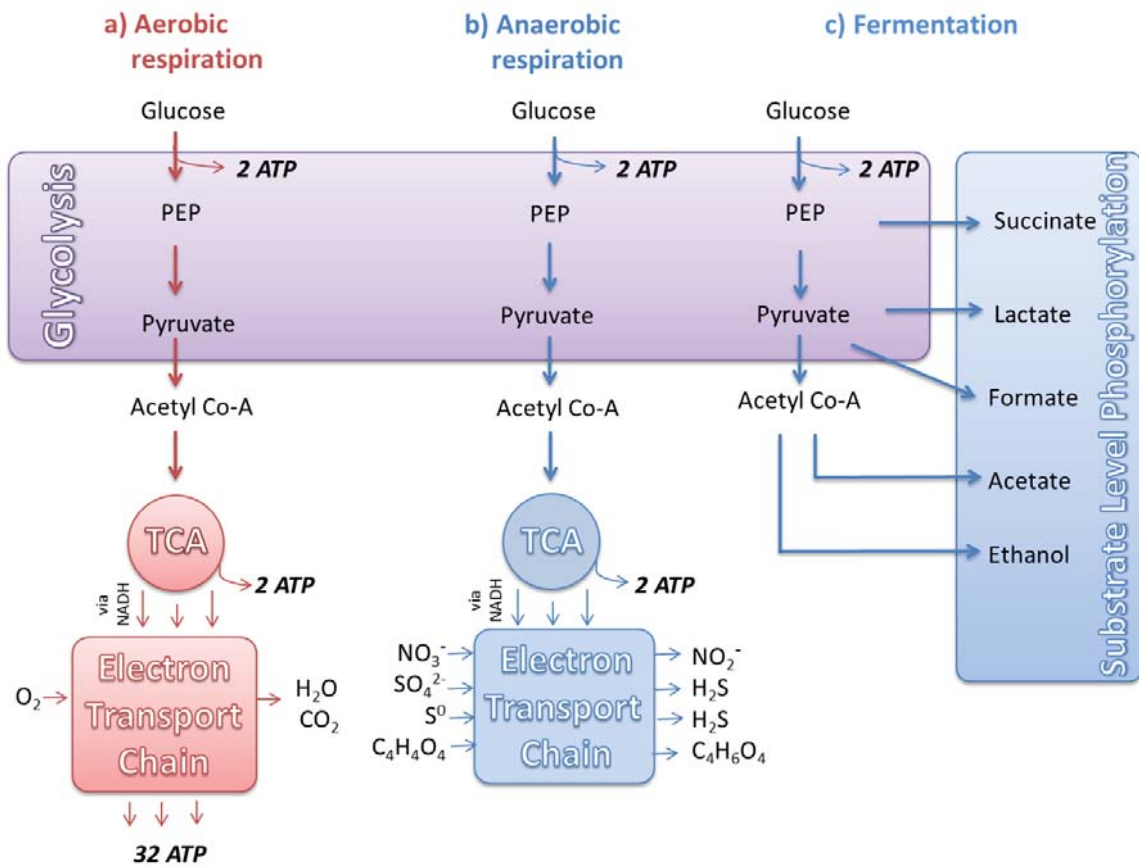 a) Aerobic
respiration
b) Anaerobic
respiration
c) Fermentation
Glucose
Glucose
Glucose
2 ATP
2 ATP
2 ATP
Glycolysis
PEP
PEP
PEP
Pyruvate
Pyruvate
Pyruvate
Acetyl Co-A
Acetyl Co-A
Acetyl Co-A
Succinate
Lactate
Formate
Acetate
Ethanol
Substrate Level Phosphorylation
TCA
2 ATP
via
NADH
TCA
2 ATP
via
NADH
O₂
Electron
Transport
Chain
H₂O
CO₂
32 ATP
NO₃⁻
SO₄²⁻
S⁰
C₄H₄O₄
Electron
Transport
Chain
NO₂⁻
H₂S
H₂S
C₄H₆O₄